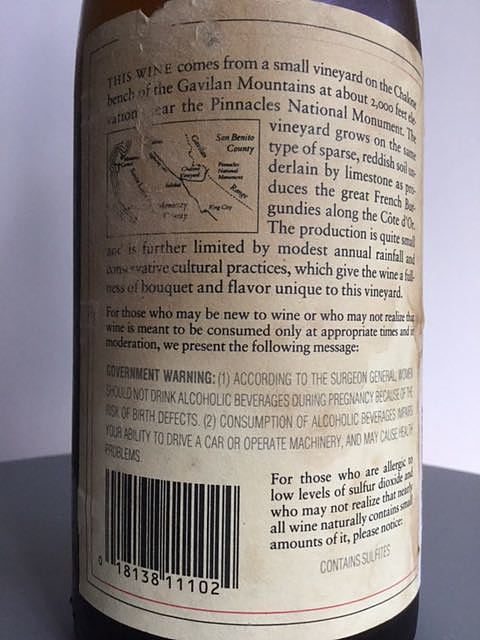 THIS WINE comes from a small vineyard on the Chalone
bench of the Gavilan Mountains at about 2,000 feet ele-
vation near the Pinnacles National Monument. The
vineyard grows on the same
type of sparse, reddish soil un-
derlain by limestone as pro-
duces the great French Bur-
gundies along the Côte d'Or.
The production is quite small
and is further limited by modest annual rainfall and
conservative cultural practices, which give the wine a full-
ness of bouquet and flavor unique to this vineyard.
San Benito
County
Gavilan
Chalone
Vineyard
Pinnacles
National
Monument
Soledad
Range
Monterey
County
King City
For those who may be new to wine or who may not realize that
wine is meant to be consumed only at appropriate times and in
moderation, we present the following message:
GOVERNMENT WARNING: (1) ACCORDING TO THE SURGEON GENERAL, WOMEN
SHOULD NOT DRINK ALCOHOLIC BEVERAGES DURING PREGNANCY BECAUSE OF THE
RISK OF BIRTH DEFECTS. (2) CONSUMPTION OF ALCOHOLIC BEVERAGES IMPAIRS
YOUR ABILITY TO DRIVE A CAR OR OPERATE MACHINERY, AND MAY CAUSE HEALTH
PROBLEMS.
For those who are allergic to
low levels of sulfur dioxide and
who may not realize that nearly
all wine naturally contains small
amounts of it, please notice:
CONTAINS SULFITES
0 18138 11102